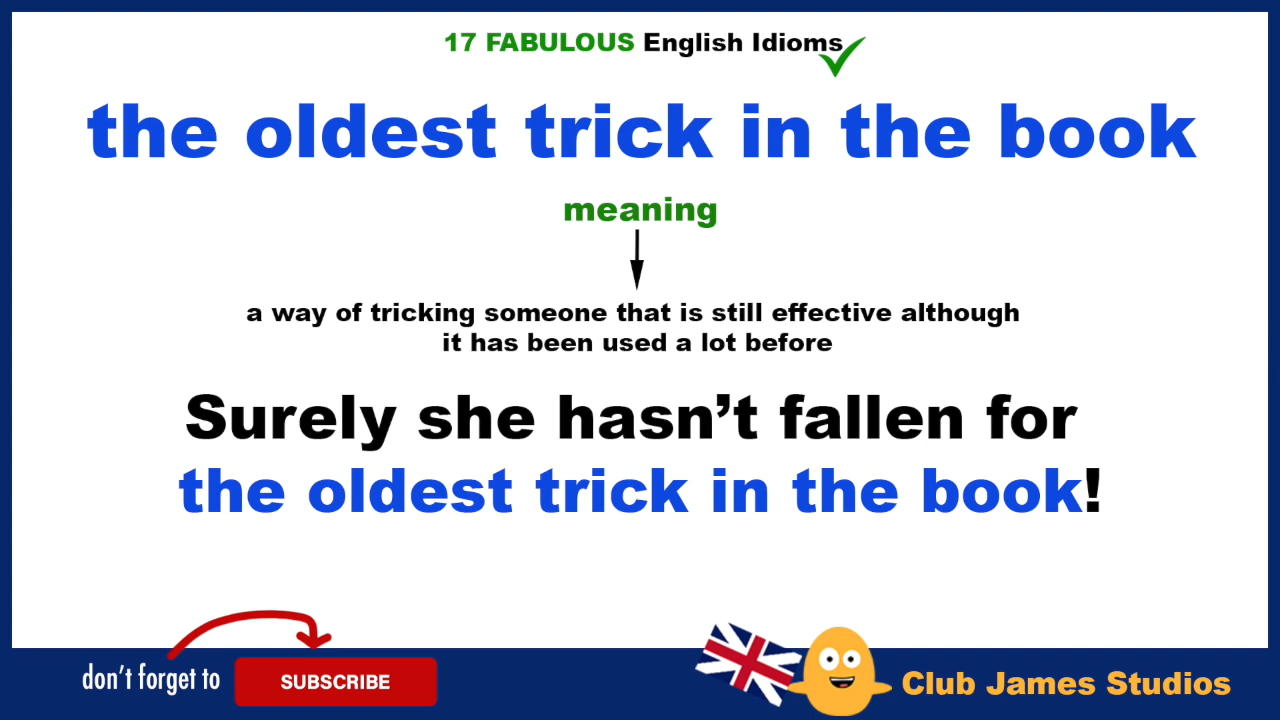 17 FABULOUS English Idioms
the oldest trick in the book
meaning
a way of tricking someone that is still effective although
it has been used a lot before
Surely she hasn’t fallen for
the oldest trick in the book!
don’t forget to
SUBSCRIBE
Club James Studios